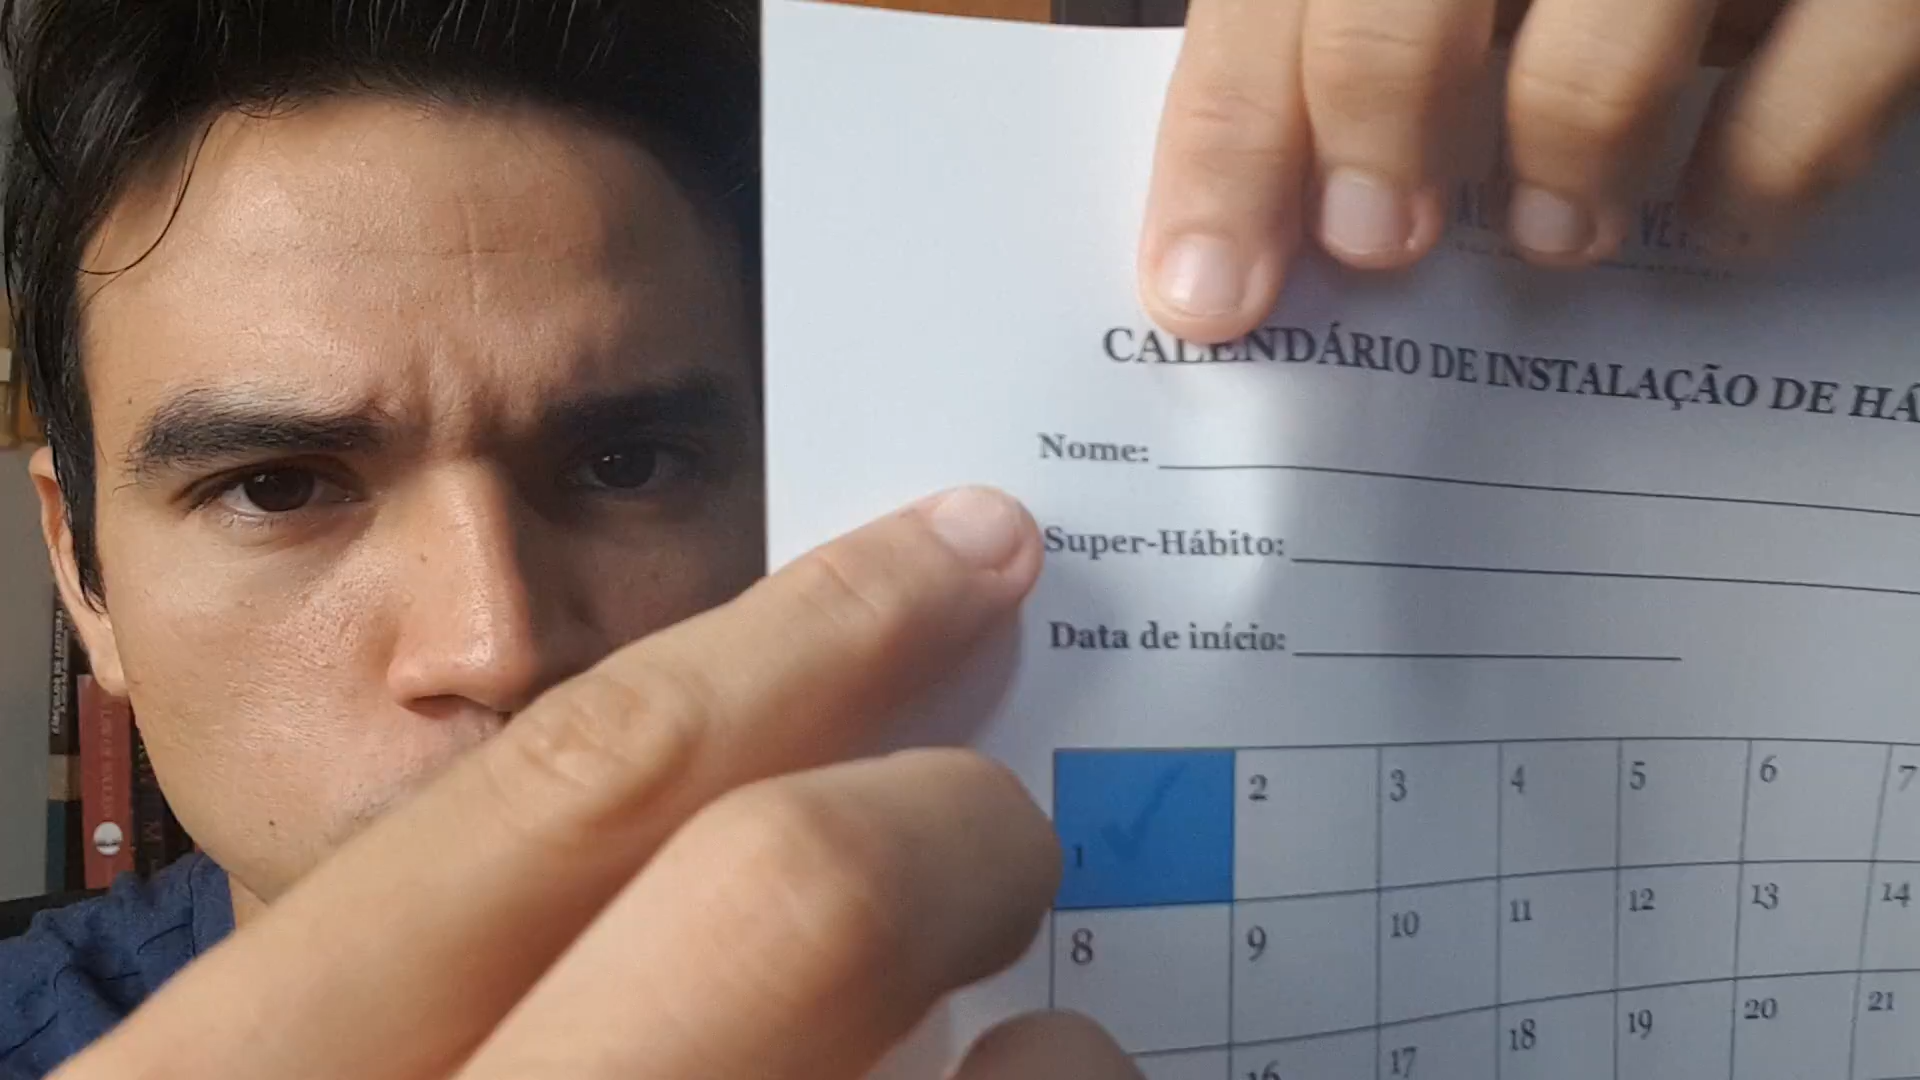 CALENDÁRIO DE INSTALAÇÃO DE HÁ
Nome:
Super-Hábito:
Data de início:
1 2 3 4 5 6 7
8 9 10 11 12 13 14
16 17 18 19 20 21